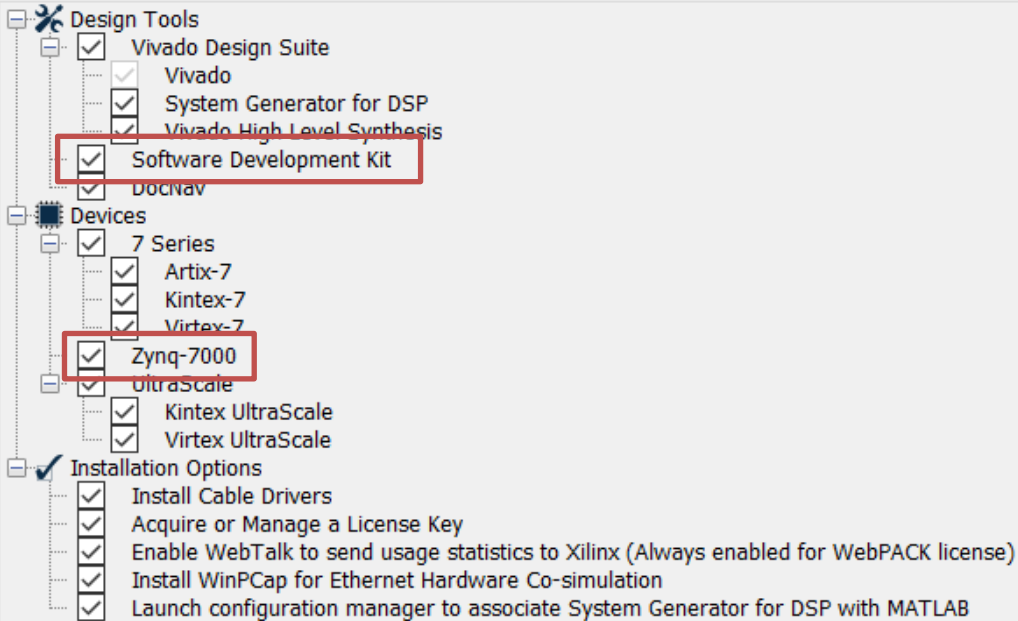 Design Tools
Vivado Design Suite
Vivado
System Generator for DSP
Vivado High Level Synthesis
Software Development Kit
DocNav
Devices
7 Series
Artix-7
Kintex-7
Virtex-7
Zynq-7000
UltraScale
Kintex UltraScale
Virtex UltraScale
Installation Options
Install Cable Drivers
Acquire or Manage a License Key
Enable WebTalk to send usage statistics to Xilinx (Always enabled for WebPACK license)
Install WinPCap for Ethernet Hardware Co-simulation
Launch configuration manager to associate System Generator for DSP with MATLAB